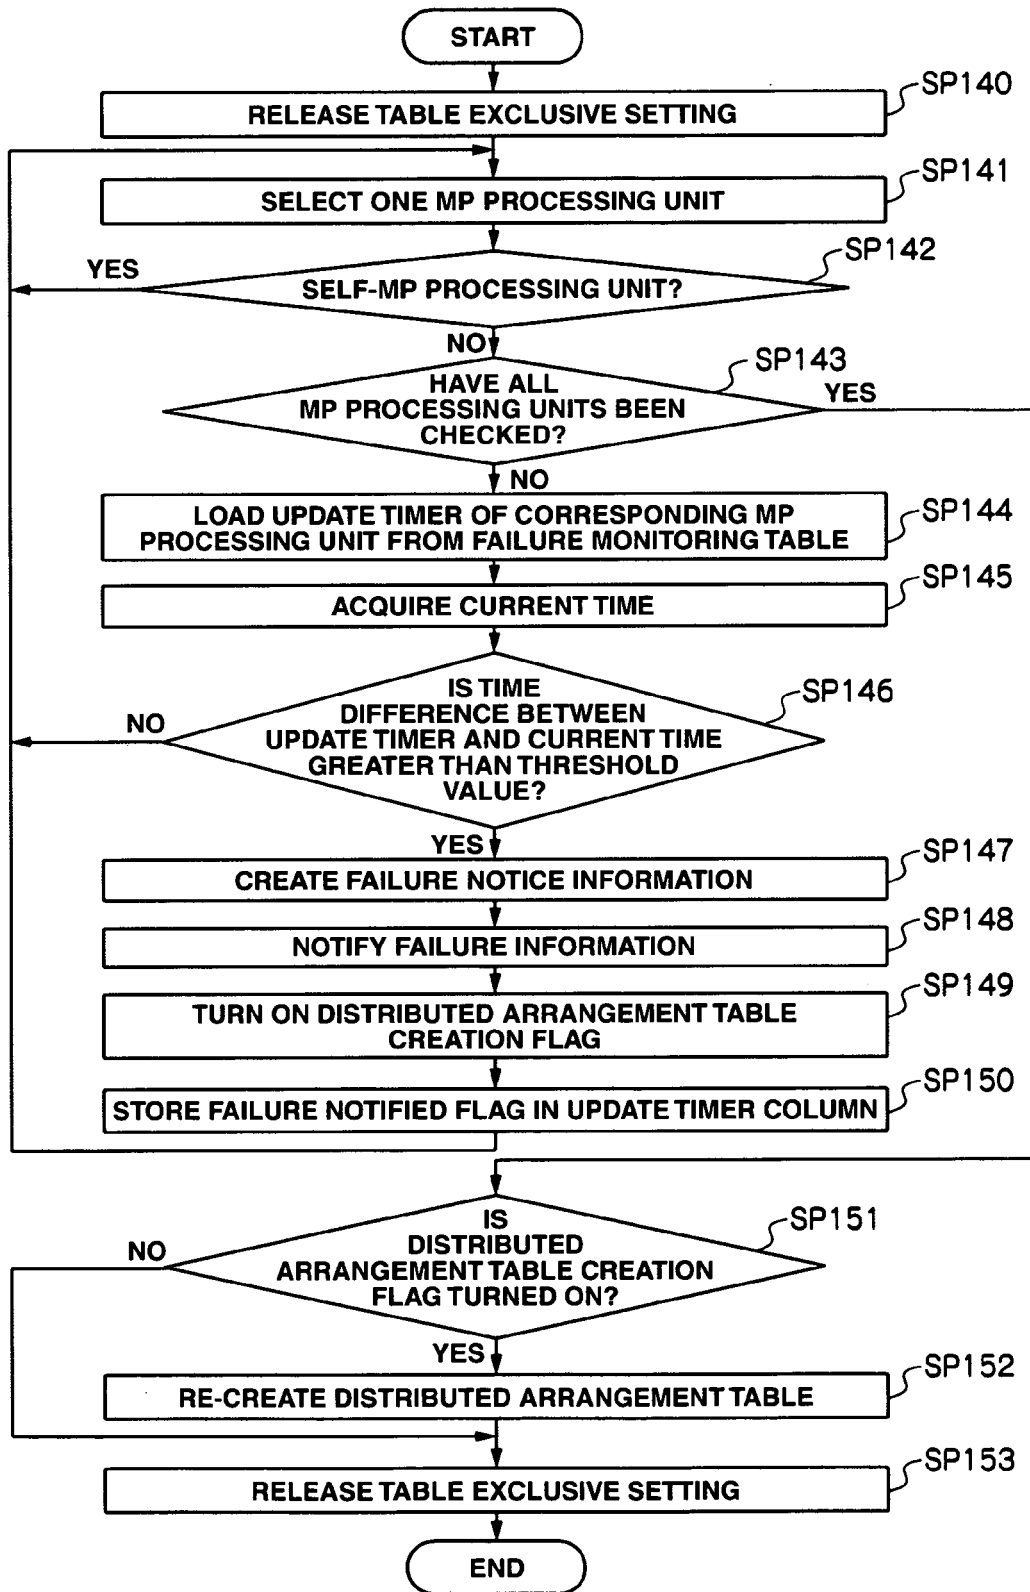 START
SP140
RELEASE TABLE EXCLUSIVE SETTING
SP141
SELECT ONE MP PROCESSING UNIT
SP142
YES
SELF-MP PROCESSING UNIT?
NO
SP143
HAVE ALL
MP PROCESSING UNITS BEEN
CHECKED?
YES
NO
SP144
LOAD UPDATE TIMER OF CORRESPONDING MP
PROCESSING UNIT FROM FAILURE MONITORING TABLE
SP145
ACQUIRE CURRENT TIME
SP146
IS TIME
DIFFERENCE BETWEEN
UPDATE TIMER AND CURRENT TIME
GREATER THAN THRESHOLD
VALUE?
NO
YES
SP147
CREATE FAILURE NOTICE INFORMATION
SP148
NOTIFY FAILURE INFORMATION
SP149
TURN ON DISTRIBUTED ARRANGEMENT TABLE
CREATION FLAG
SP150
STORE FAILURE NOTIFIED FLAG IN UPDATE TIMER COLUMN
SP151
IS
DISTRIBUTED
ARRANGEMENT TABLE CREATION
FLAG TURNED ON?
NO
YES
SP152
RE-CREATE DISTRIBUTED ARRANGEMENT TABLE
SP153
RELEASE TABLE EXCLUSIVE SETTING
END